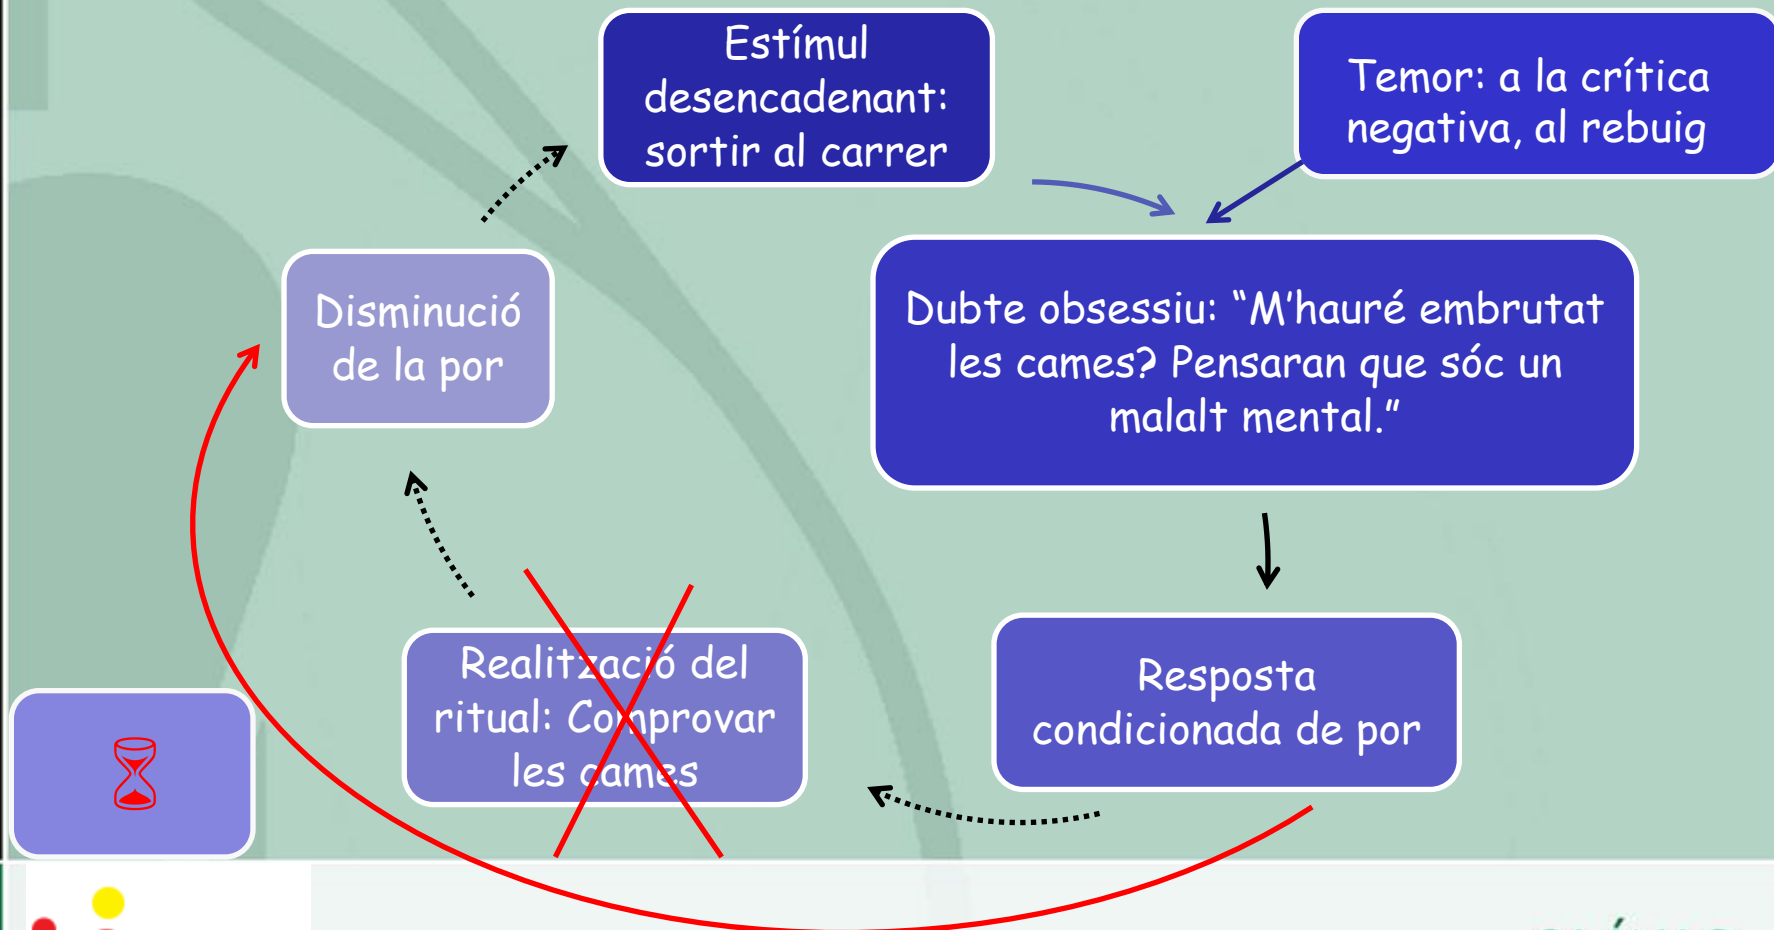 Estímul
desencadenant:
sortir al carrer
Temor: a la crítica
negativa, al rebuig
Dubte obsessiu: “M’hauré embrutat
les cames? Pensaran que sóc un
malalt mental.”
Resposta
condicionada de por
Realització del
ritual: Comprovar
les cames
Disminució
de la por